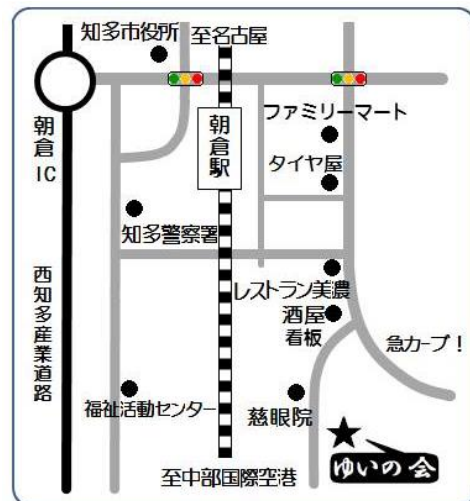 知多市役所
至名古屋
朝倉IC
朝倉駅
ファミリーマート
タイヤ屋
知多警察署
西知多産業道路
レストラン美濃
酒屋
看板
急カーブ！
福祉活動センター
慈眼院
ゆいの会
至中部国際空港